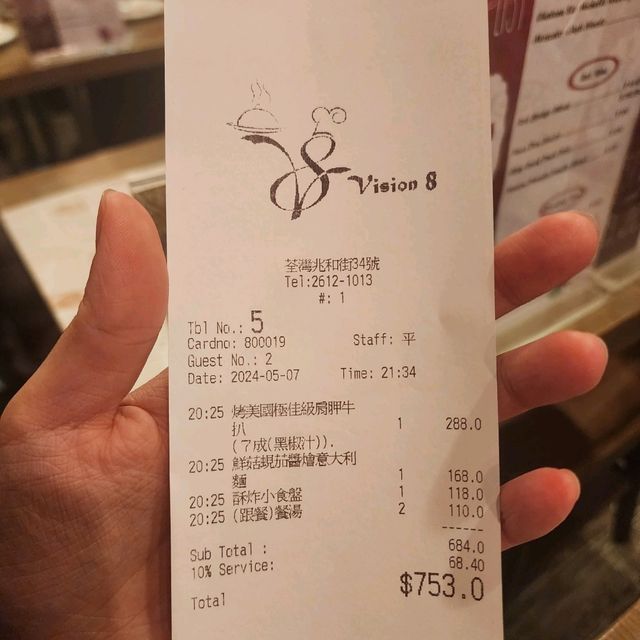 Vision 8
荃灣兆和街34號
Tel:2612-1013
#: 1
Tbl No.: 5
Cardno: 800019 Staff: 平
Guest No.: 2
Date: 2024-05-07 Time: 21:34
20:25 烤美國極佳級肩胛牛 1 288.0
扒
(7成(黑椒汁)).
20:25 鮮活蜆茄醬燴意大利 1 168.0
麵
20:25 酥炸小食盤 1 118.0
20:25 (跟餐)餐湯 2 110.0
------
Sub Total : 684.0
10% Service: 68.40
Total $753.0